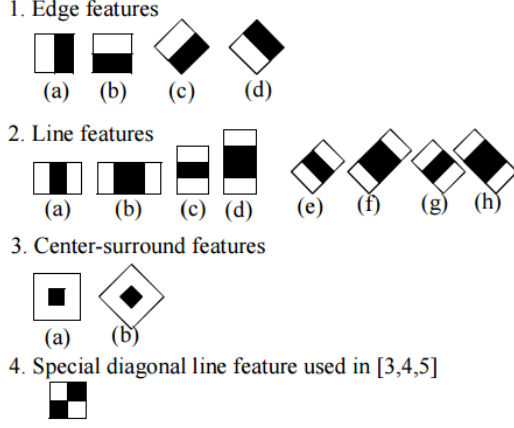 1. Edge features
(a) (b) (c) (d)
2. Line features
(a) (b) (c) (d) (e) (f) (g) (h)
3. Center-surround features
(a) (b)
4. Special diagonal line feature used in [3,4,5]